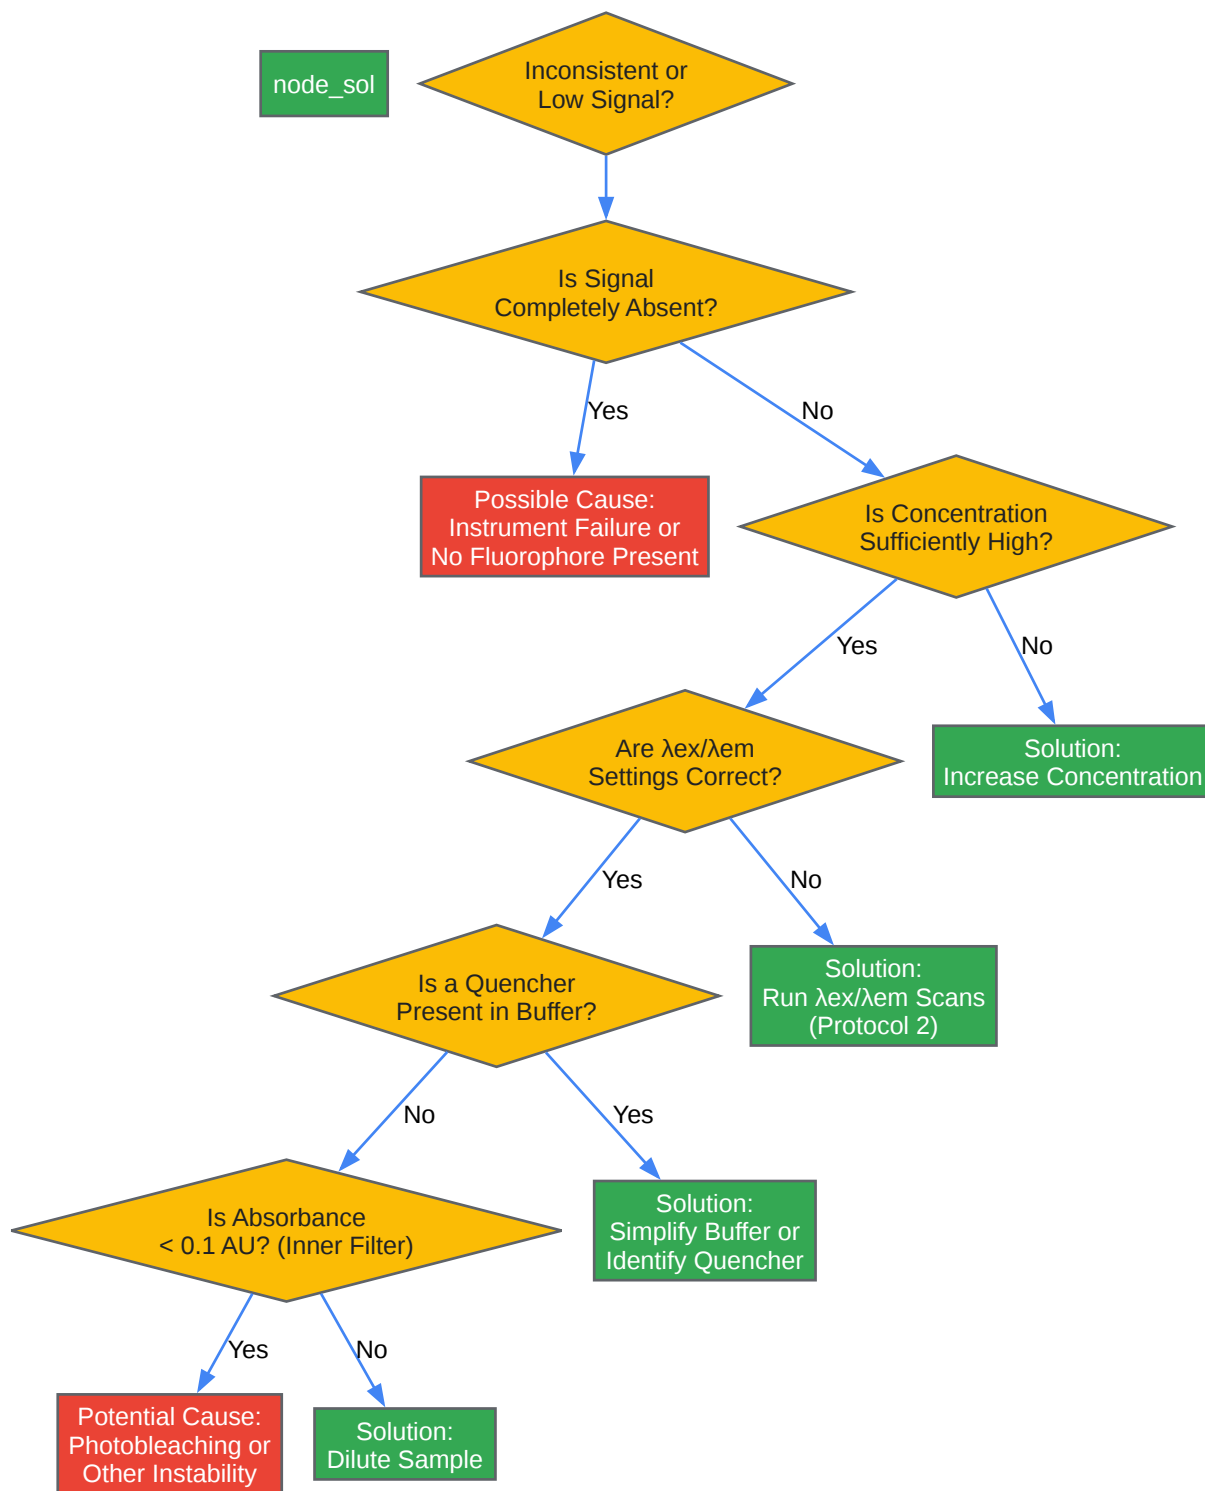 node_sol
Inconsistent or
Low Signal?
Is Signal
Completely Absent?
Yes
No
Possible Cause:
Instrument Failure or
No Fluorophore Present
Is Concentration
Sufficiently High?
Yes
No
Are λex/λem
Settings Correct?
Solution:
Increase Concentration
Yes
No
Is a Quencher
Present in Buffer?
Solution:
Run λex/λem Scans
(Protocol 2)
No
Yes
Is Absorbance
< 0.1 AU? (Inner Filter)
Solution:
Simplify Buffer or
Identify Quencher
Yes
No
Potential Cause:
Photobleaching or
Other Instability
Solution:
Dilute Sample